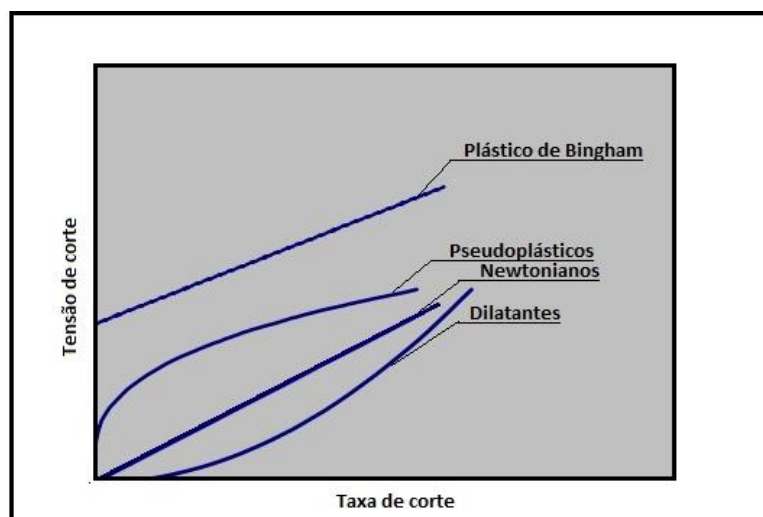 Plástico de Bingham
Pseudoplásticos
Newtonianos
Dilatantes
Tensão de corte
Taxa de corte